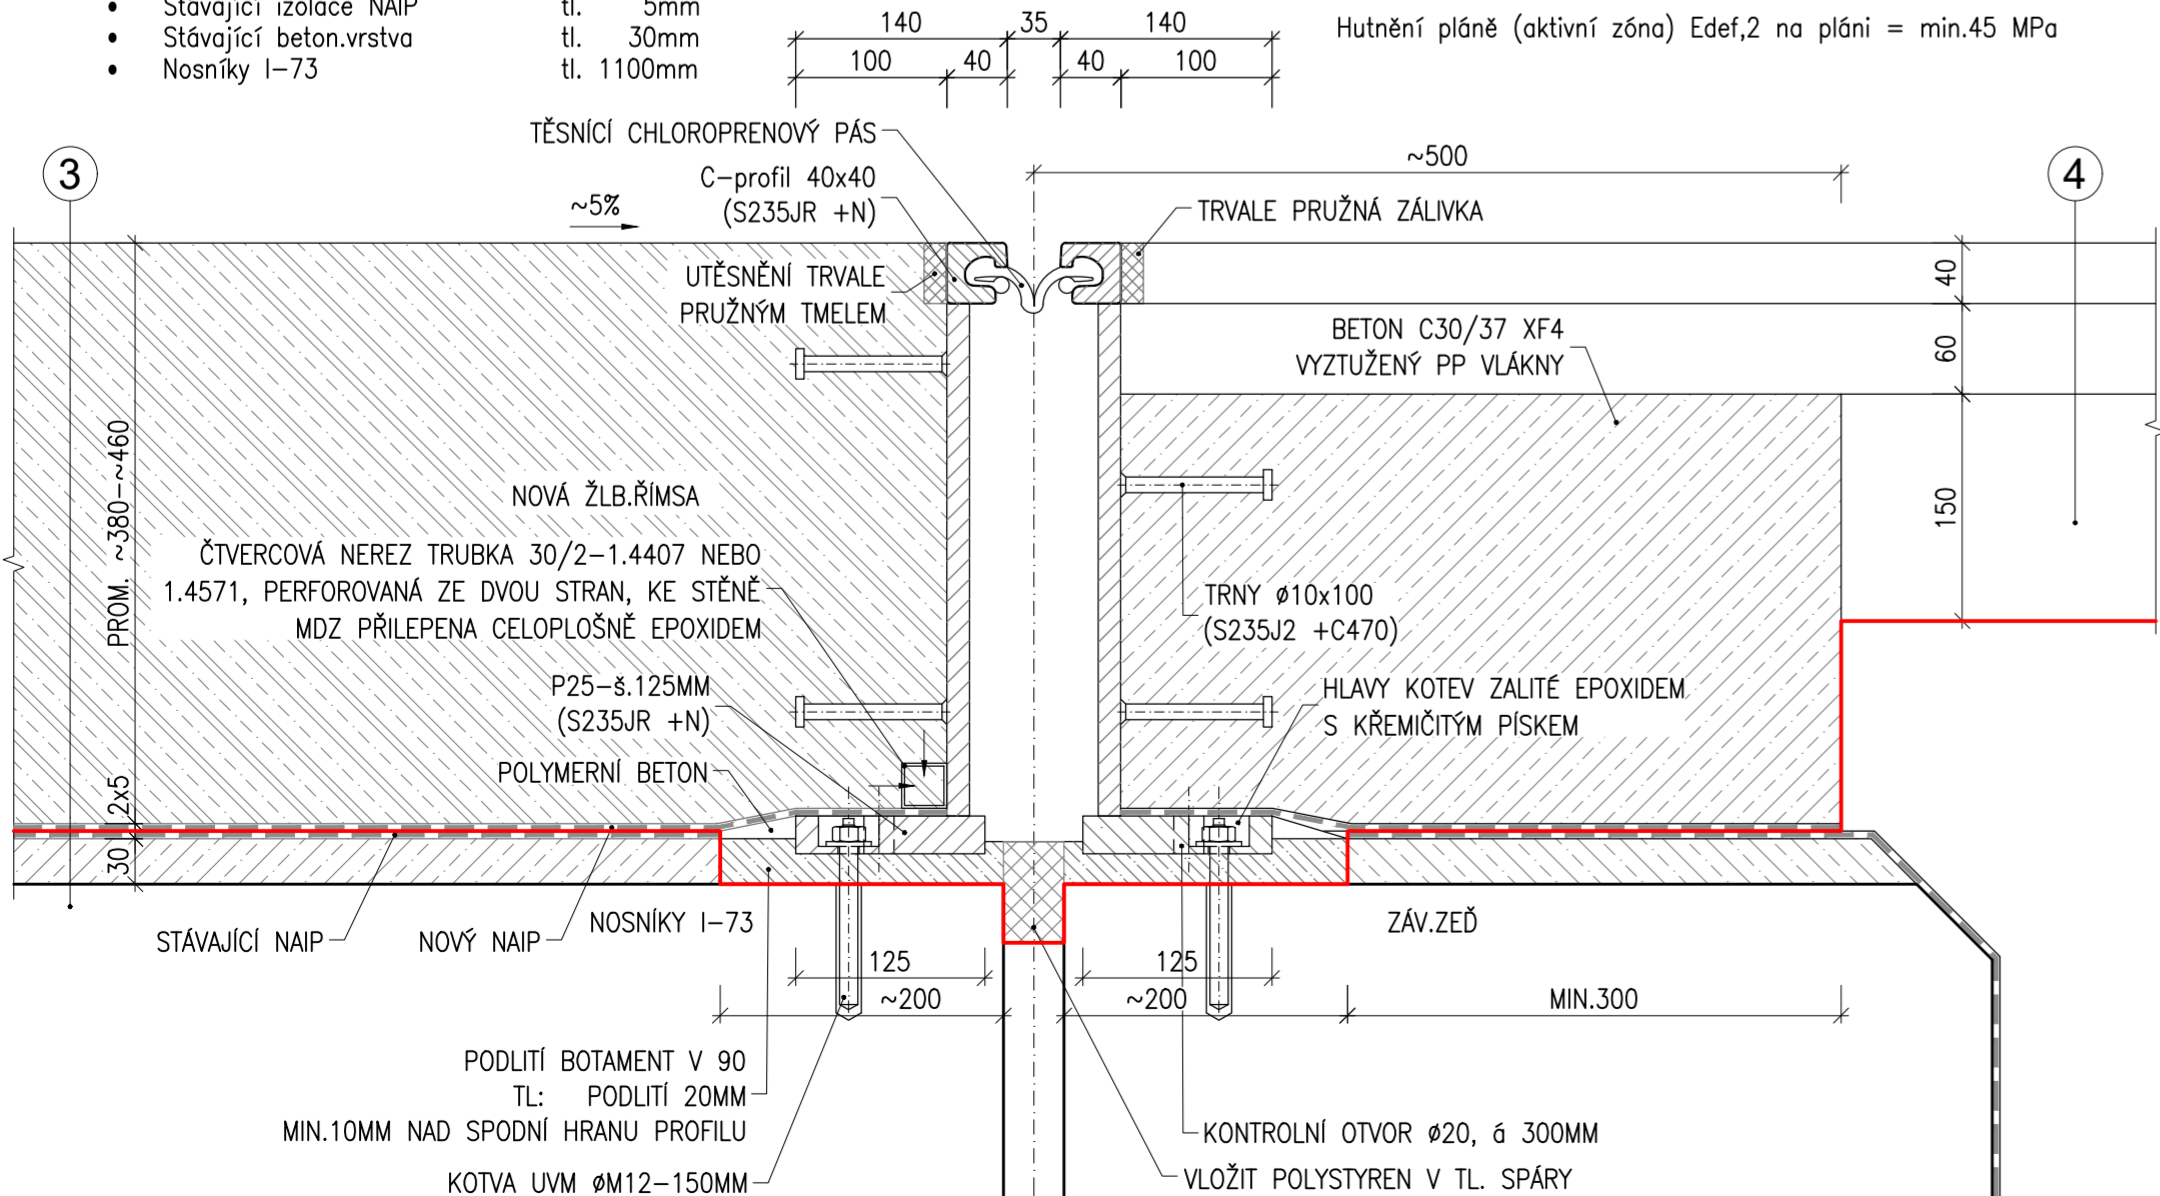 • Stávající izolace NAIP tl. 5mm
• Stávající beton.vrstva tl. 30mm
• Nosníky I-73 tl. 1100mm
140 35 140
100 40 40 100
Hutnění pláně (aktivní zóna) Edef,2 na pláni = min.45 MPa
TĚSNÍCÍ CHLOROPRENOVÝ PÁS
C-profil 40x40
(S235JR +N)
3
~5%
~500
4
TRVALE PRUŽNÁ ZÁLIVKA
UTĚSNĚNÍ TRVALE
PRUŽNÝM TMELEM
40
60
150
BETON C30/37 XF4
VYZTUŽENÝ PP VLÁKNY
PROM. ~380-~460
NOVÁ ŽLB.ŘÍMSA
ČTVERCOVÁ NEREZ TRUBKA 30/2-1.4407 NEBO
1.4571, PERFOROVANÁ ZE DVOU STRAN, KE STĚNĚ
MDZ PŘILEPENA CELOPLOŠNĚ EPOXIDEM
TRNY ø10x100
(S235J2 +C470)
P25-š.125MM
(S235JR +N)
HLAVY KOTEV ZALITÉ EPOXIDEM
S KŘEMIČITÝM PÍSKEM
POLYMERNÍ BETON
2x5
30
STÁVAJÍCÍ NAIP
NOVÝ NAIP
NOSNÍKY I-73
ZÁV.ZEĎ
125 125
~200 ~200 MIN.300
PODLITÍ BOTAMENT V 90
TL: PODLITÍ 20MM
MIN.10MM NAD SPODNÍ HRANU PROFILU
KOTVA UVM øM12-150MM
KONTROLNÍ OTVOR ø20, á 300MM
VLOŽIT POLYSTYREN V TL. SPÁRY